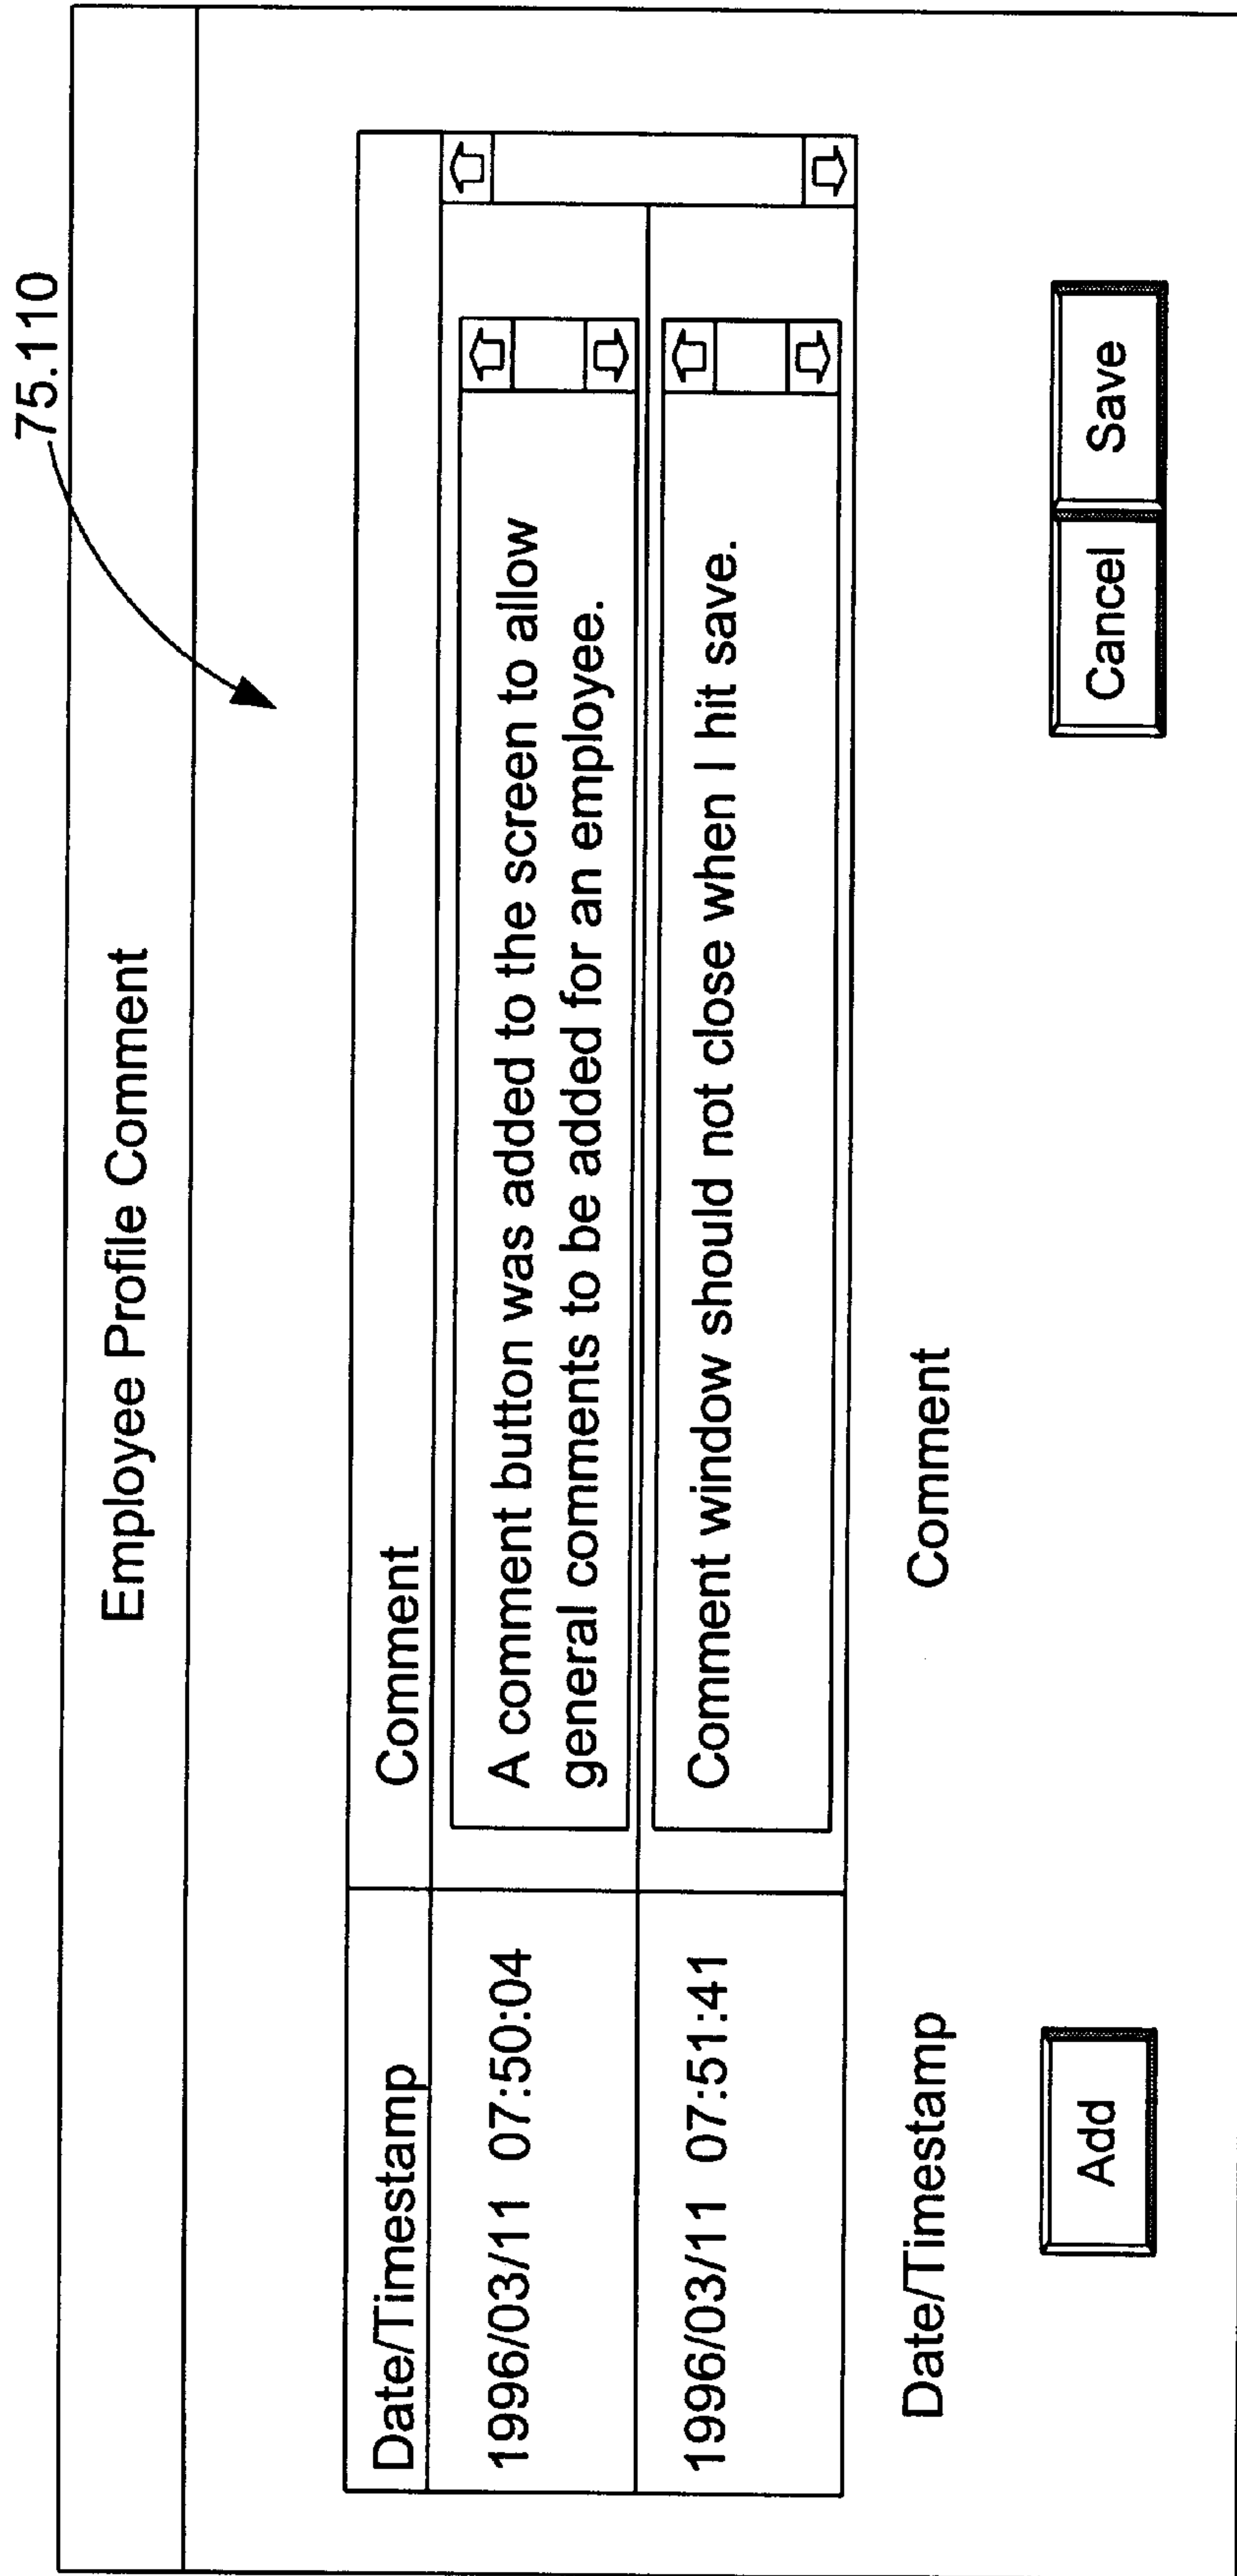 75.110
Employee Profile Comment
Date/Timestamp Comment
1996/03/11 07:50:04 A comment button was added to the screen to allow
general comments to be added for an employee.
1996/03/11 07:51:41 Comment window should not close when I hit save.
Date/Timestamp Comment
Add Cancel Save